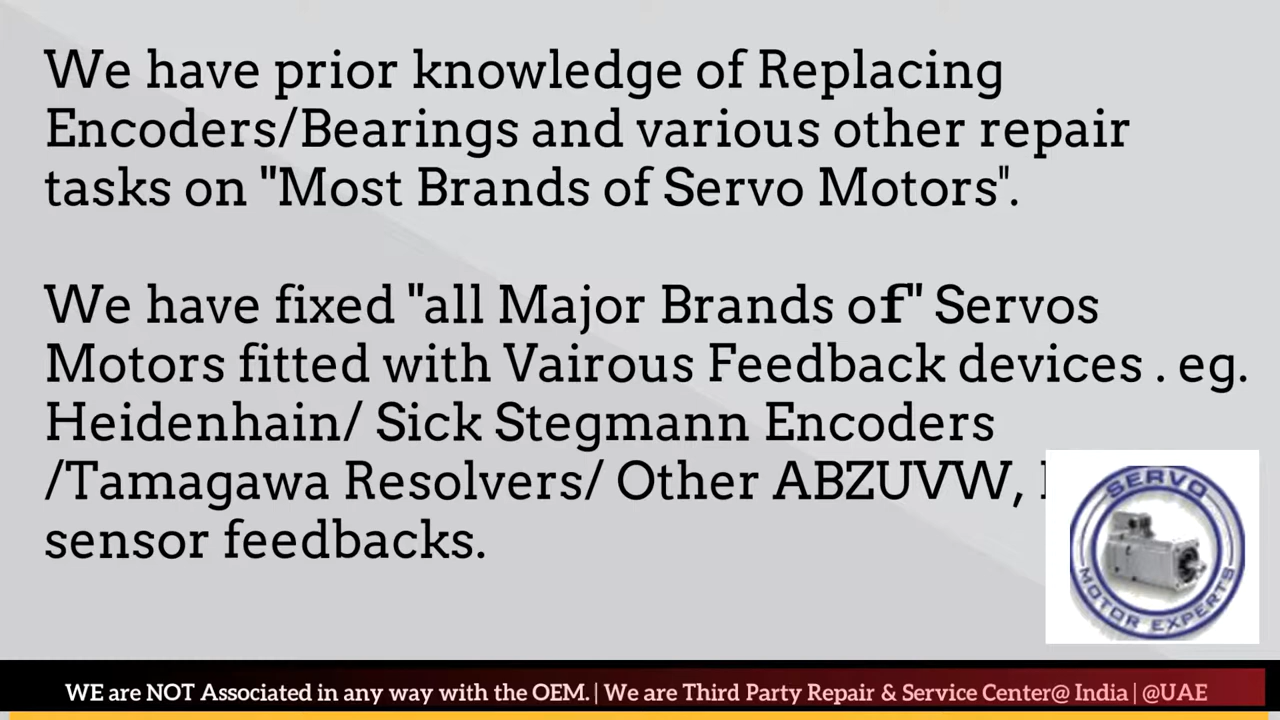 We have prior knowledge of Replacing
Encoders/Bearings and various other repair
tasks on "Most Brands of Servo Motors".
We have fixed "all Major Brands of" Servos
Motors fitted with Vairous Feedback devices . eg.
Heidenhain/ Sick Stegmann Encoders
/Tamagawa Resolvers/ Other ABZUVW,
sensor feedbacks.
SERVO
MOTOR EXPERTS
WE are NOT Associated in any way with the OEM. | We are Third Party Repair & Service Center@ India | @UAE